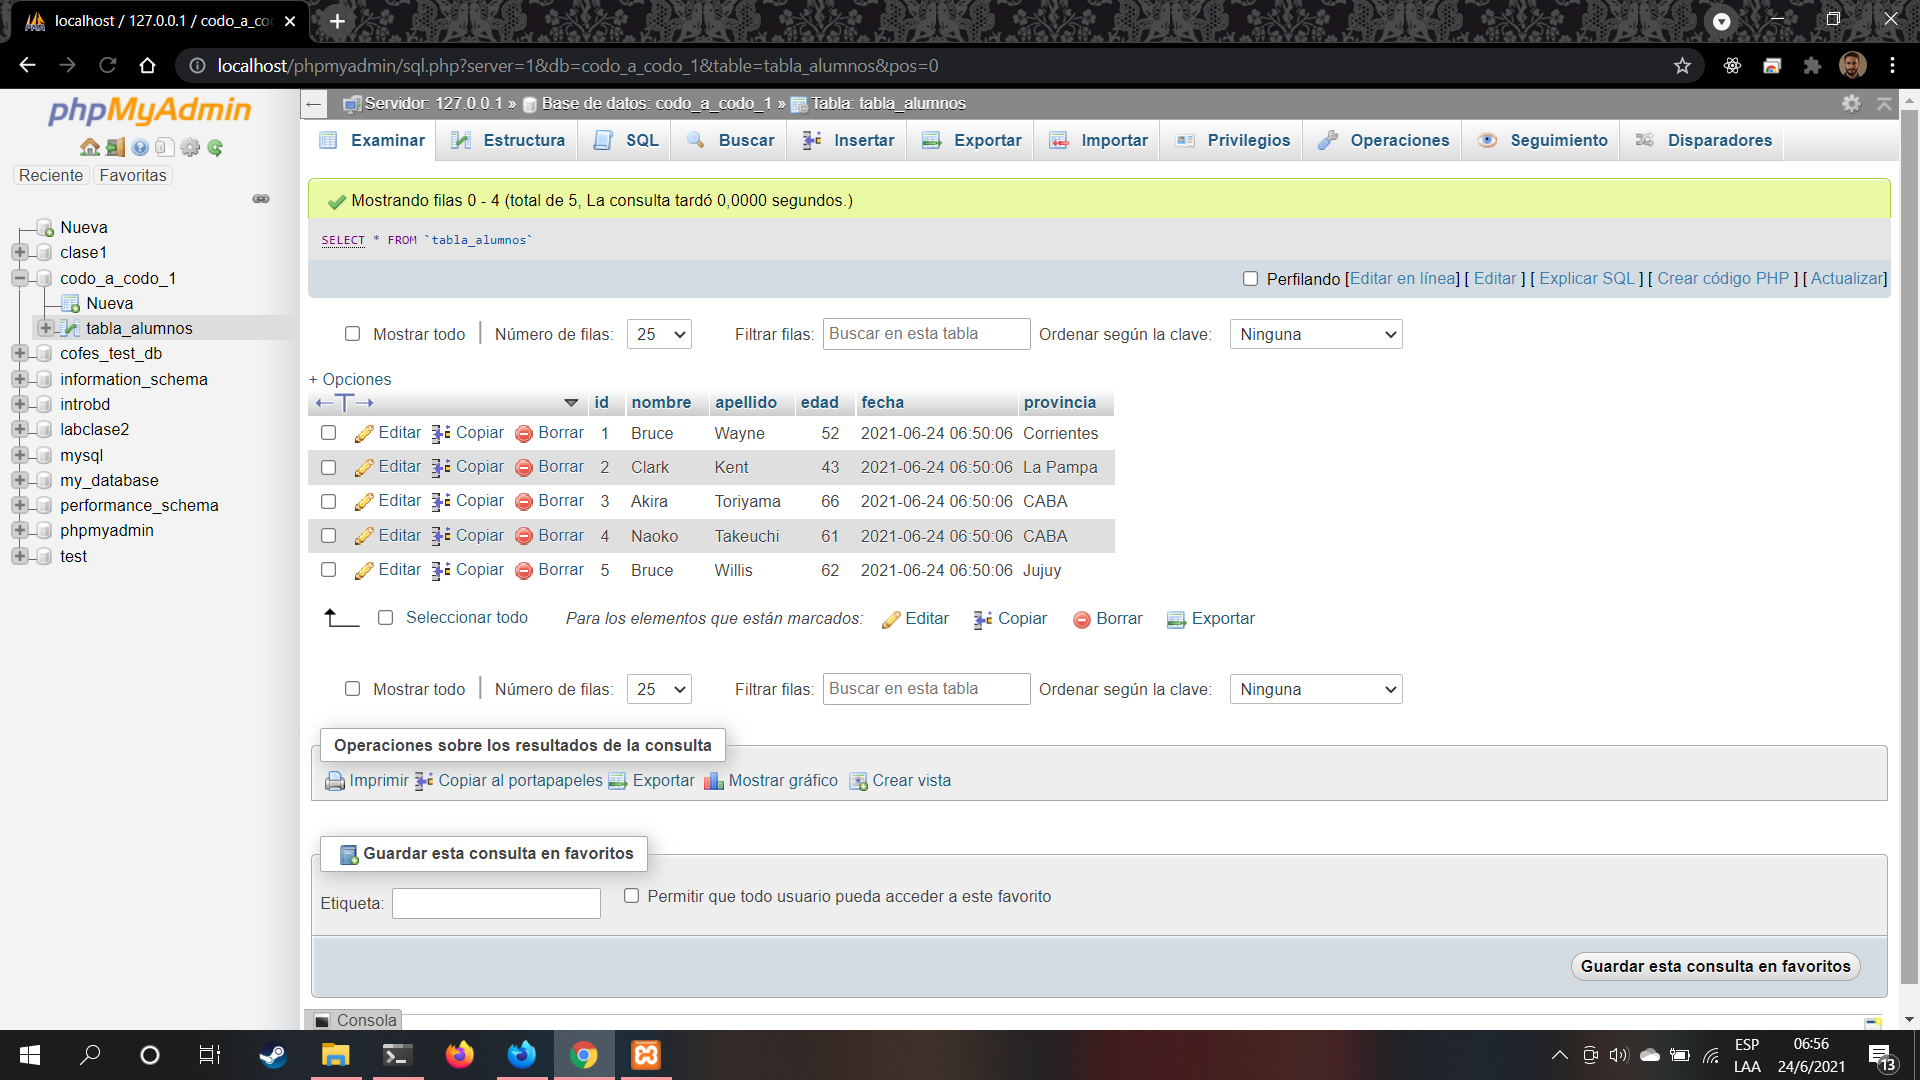 localhost / 127.0.0.1 / codo_a_co
localhost/phpmyadmin/sql.php?server=1&db=codo_a_codo_1&table=tabla_alumnos&pos=0
phpMyAdmin
Reciente Favoritas
Nueva
clase1
codo_a_codo_1
Nueva
tabla_alumnos
cofes_test_db
information_schema
introbd
labclase2
mysql
my_database
performance_schema
phpmyadmin
test
Servidor: 127.0.0.1 » Base de datos: codo_a_codo_1 » Tabla: tabla_alumnos
Examinar Estructura SQL Buscar Insertar Exportar Importar Privilegios Operaciones Seguimiento Disparadores
Mostrando filas 0 - 4 (total de 5, La consulta tardó 0,0000 segundos.)
SELECT * FROM `tabla_alumnos`
Perfilando [Editar en línea] [ Editar ] [ Explicar SQL ] [ Crear código PHP ] [ Actualizar]
Mostrar todo | Número de filas: 25 Filtrar filas: Buscar en esta tabla Ordenar según la clave: Ninguna
+ Opciones
←T→ id nombre apellido edad fecha provincia
Editar Copiar Borrar 1 Bruce Wayne 52 2021-06-24 06:50:06 Corrientes
Editar Copiar Borrar 2 Clark Kent 43 2021-06-24 06:50:06 La Pampa
Editar Copiar Borrar 3 Akira Toriyama 66 2021-06-24 06:50:06 CABA
Editar Copiar Borrar 4 Naoko Takeuchi 61 2021-06-24 06:50:06 CABA
Editar Copiar Borrar 5 Bruce Willis 62 2021-06-24 06:50:06 Jujuy
Seleccionar todo Para los elementos que están marcados: Editar Copiar Borrar Exportar
Mostrar todo | Número de filas: 25 Filtrar filas: Buscar en esta tabla Ordenar según la clave: Ninguna
Operaciones sobre los resultados de la consulta
Imprimir Copiar al portapapeles Exportar Mostrar gráfico Crear vista
Guardar esta consulta en favoritos
Etiqueta: Permitir que todo usuario pueda acceder a este favorito
Guardar esta consulta en favoritos
Consola
ESP
LAA
06:56
24/6/2021
13